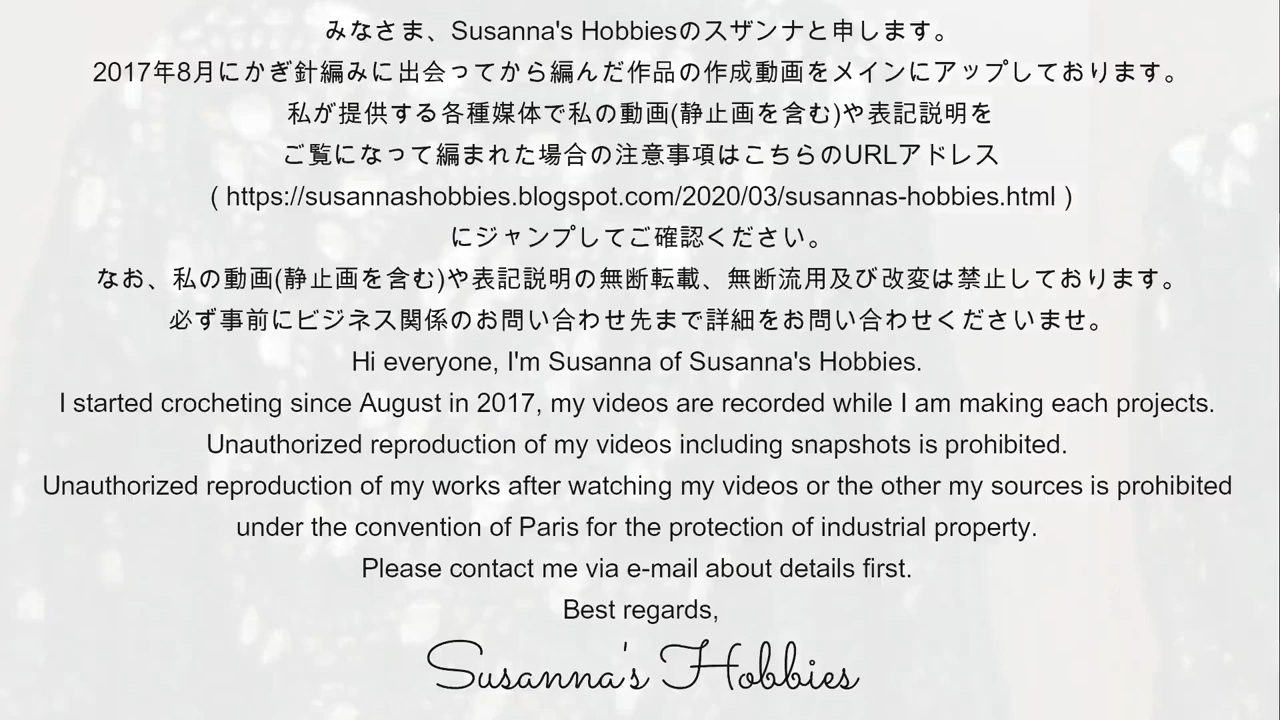 みなさま、Susanna's Hobbiesのスザンナと申します。
2017年8月にかぎ針編みに出会ってから編んだ作品の作成動画をメインにアップしております。
私が提供する各種媒体で私の動画(静止画を含む)や表記説明を
ご覧になって編まれた場合の注意事項はこちらのURLアドレス
( https://susannashobbies.blogspot.com/2020/03/susannas-hobbies.html )
にジャンプしてご確認ください。
なお、私の動画(静止画を含む)や表記説明の無断転載、無断流用及び改変は禁止しております。
必ず事前にビジネス関係のお問い合わせ先まで詳細をお問い合わせくださいませ。
Hi everyone, I'm Susanna of Susanna's Hobbies.
I started crocheting since August in 2017, my videos are recorded while I am making each projects.
Unauthorized reproduction of my videos including snapshots is prohibited.
Unauthorized reproduction of my works after watching my videos or the other my sources is prohibited
under the convention of Paris for the protection of industrial property.
Please contact me via e-mail about details first.
Best regards,
Susanna's Hobbies